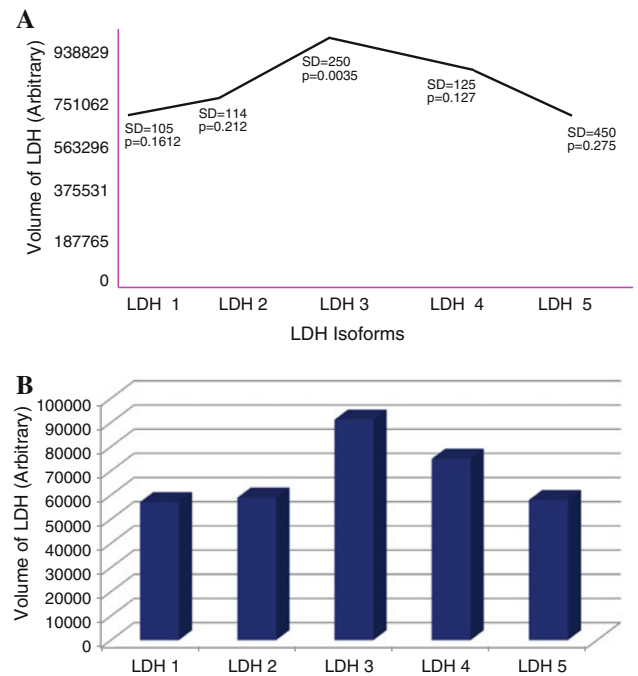 A
Volume of LDH (Arbitrary)
938829
751062
563296
375531
187765
0
SD=105
p=0.1612
SD=114
p=0.212
SD=250
p=0.0035
SD=125
p=0.127
SD=450
p=0.275
LDH 1 LDH 2 LDH 3 LDH 4 LDH 5
LDH Isoforms
B
Volume of LDH (Arbitrary)
100000
90000
80000
70000
60000
50000
40000
30000
20000
10000
0
LDH 1 LDH 2 LDH 3 LDH 4 LDH 5